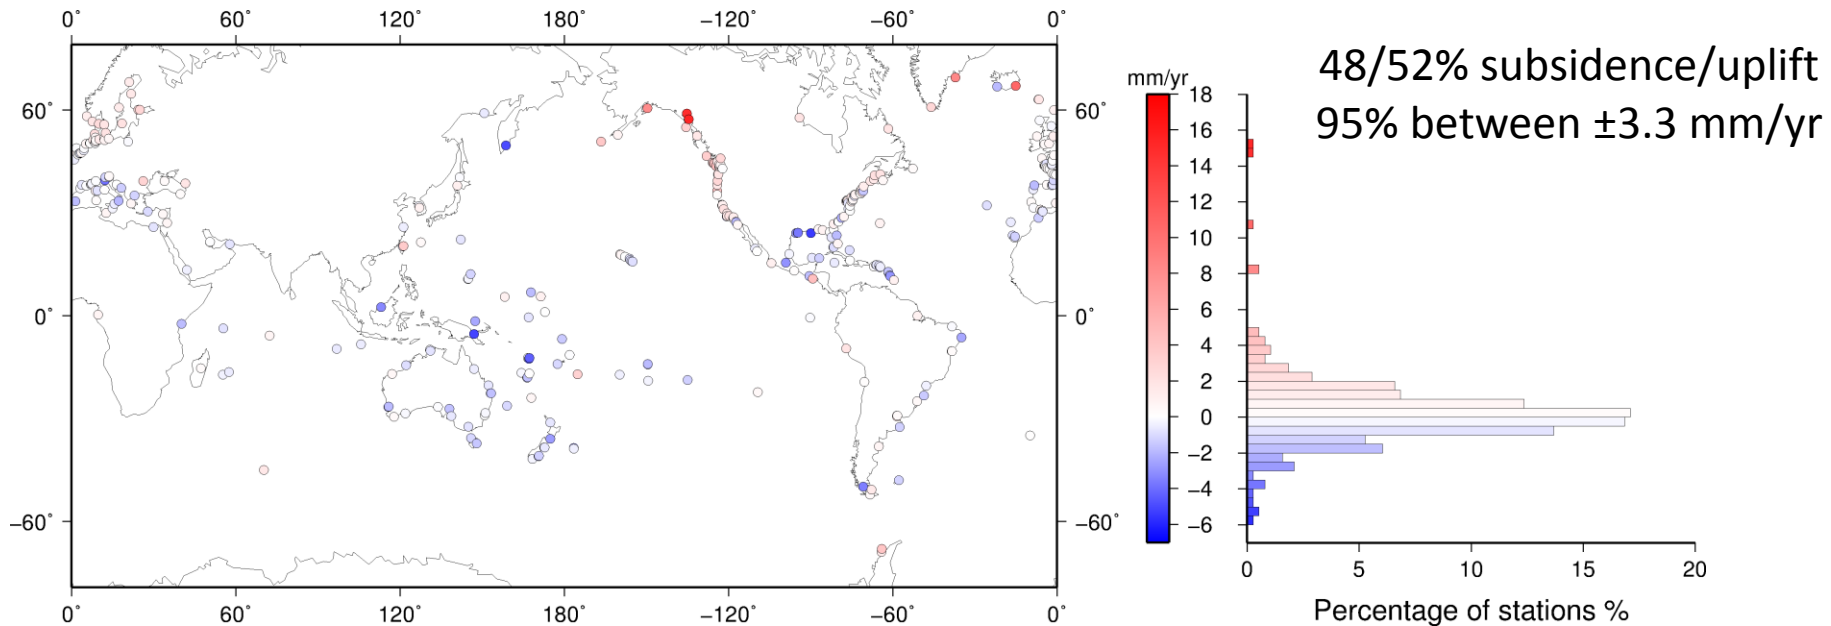 0° 60° 120° 180° −120° −60° 0°
48/52% subsidence/uplift
95% between ±3.3 mm/yr
mm/yr
60° 60°
0° 0°
−60° −60°
18
16
14
12
10
8
6
4
2
0
−2
−4
−6
0° 60° 120° 180° −120° −60° 0°
0 5 10 15 20
Percentage of stations %